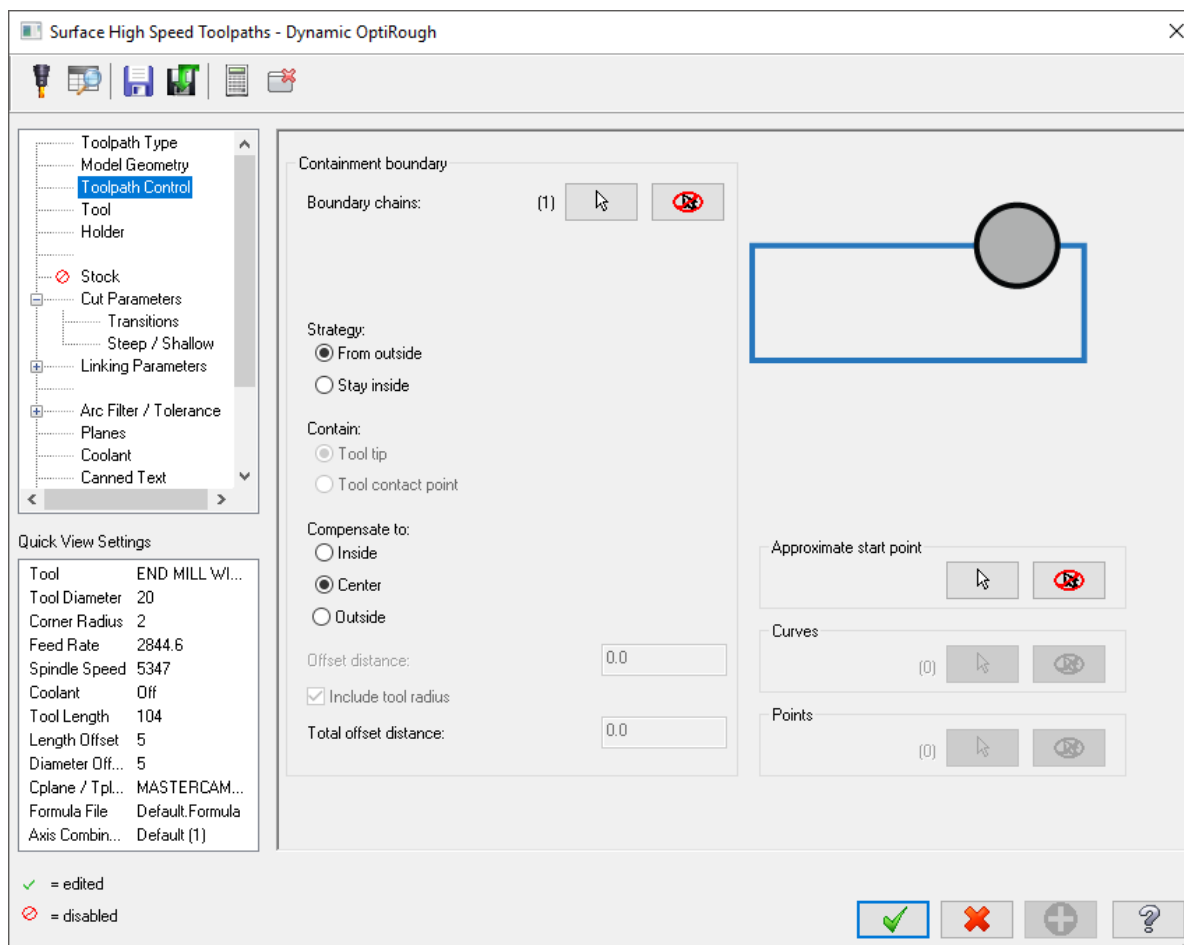 Surface High Speed Toolpaths - Dynamic OptiRough
Toolpath Type
Model Geometry
Toolpath Control
Tool
Holder
Stock
Cut Parameters
Transitions
Steep / Shallow
Linking Parameters
Arc Filter / Tolerance
Planes
Coolant
Canned Text
Quick View Settings
Tool END MILL WI...
Tool Diameter 20
Corner Radius 2
Feed Rate 2844.6
Spindle Speed 5347
Coolant Off
Tool Length 104
Length Offset 5
Diameter Off... 5
Cplane / Tpl... MASTERCAM...
Formula File Default.Formula
Axis Combin... Default (1)
= edited
= disabled
Containment boundary
Boundary chains: (1)
Strategy:
From outside
Stay inside
Contain:
Tool tip
Tool contact point
Compensate to:
Inside
Center
Outside
Offset distance: 0.0
Include tool radius
Total offset distance: 0.0
Approximate start point
Curves
(0)
Points
(0)